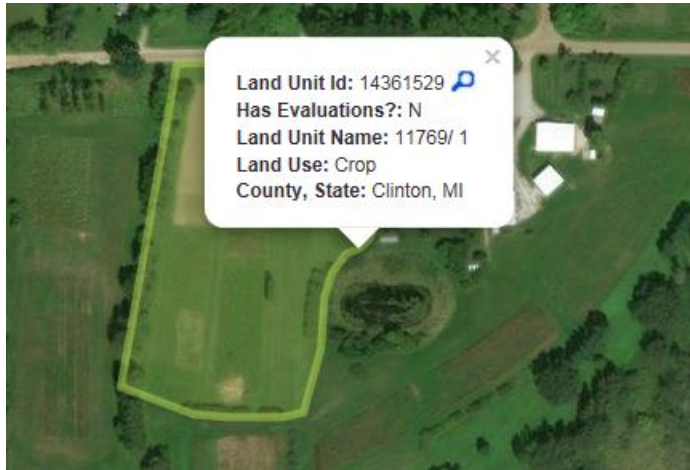 Land Unit Id: 14361529
Has Evaluations?: N
Land Unit Name: 11769/ 1
Land Use: Crop
County, State: Clinton, MI